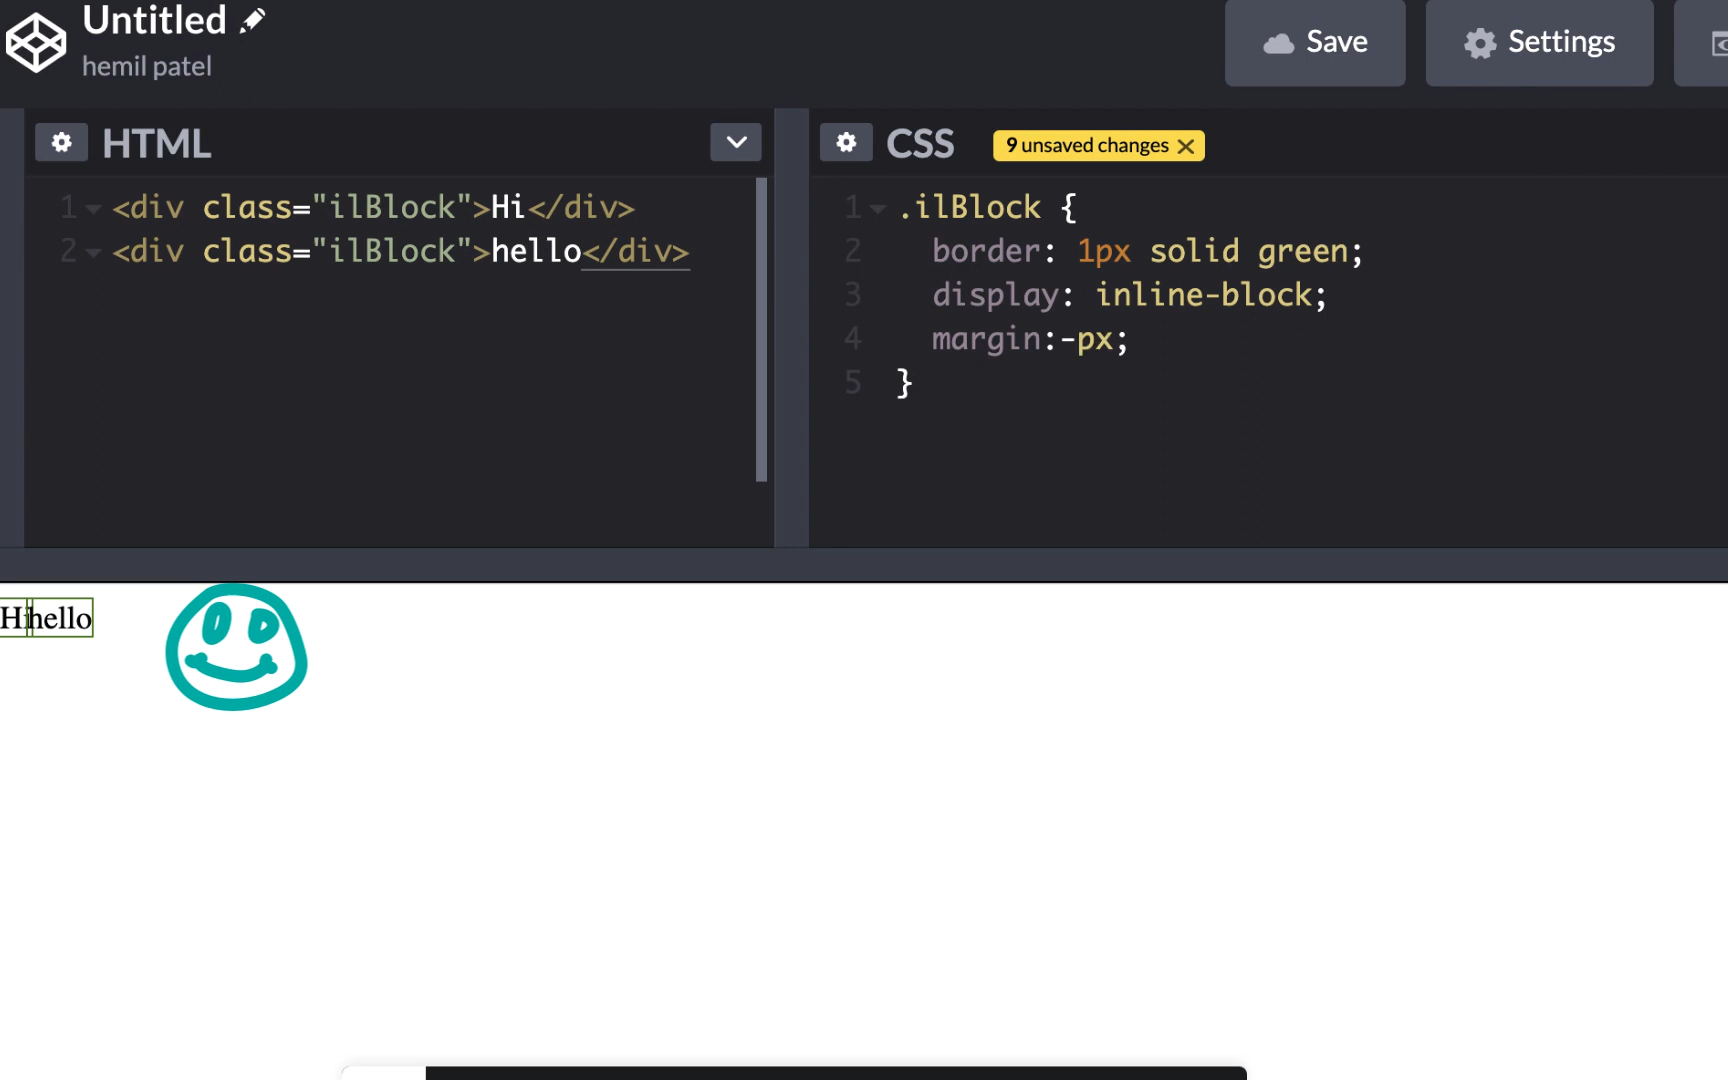 Untitled
hemil patel
Save
Settings
HTML
1 <div class="ilBlock">Hi</div>
2 <div class="ilBlock">hello</div>
CSS
9 unsaved changes
1 .ilBlock {
2 border: 1px solid green;
3 display: inline-block;
4 margin:-px;
5 }
Hihello